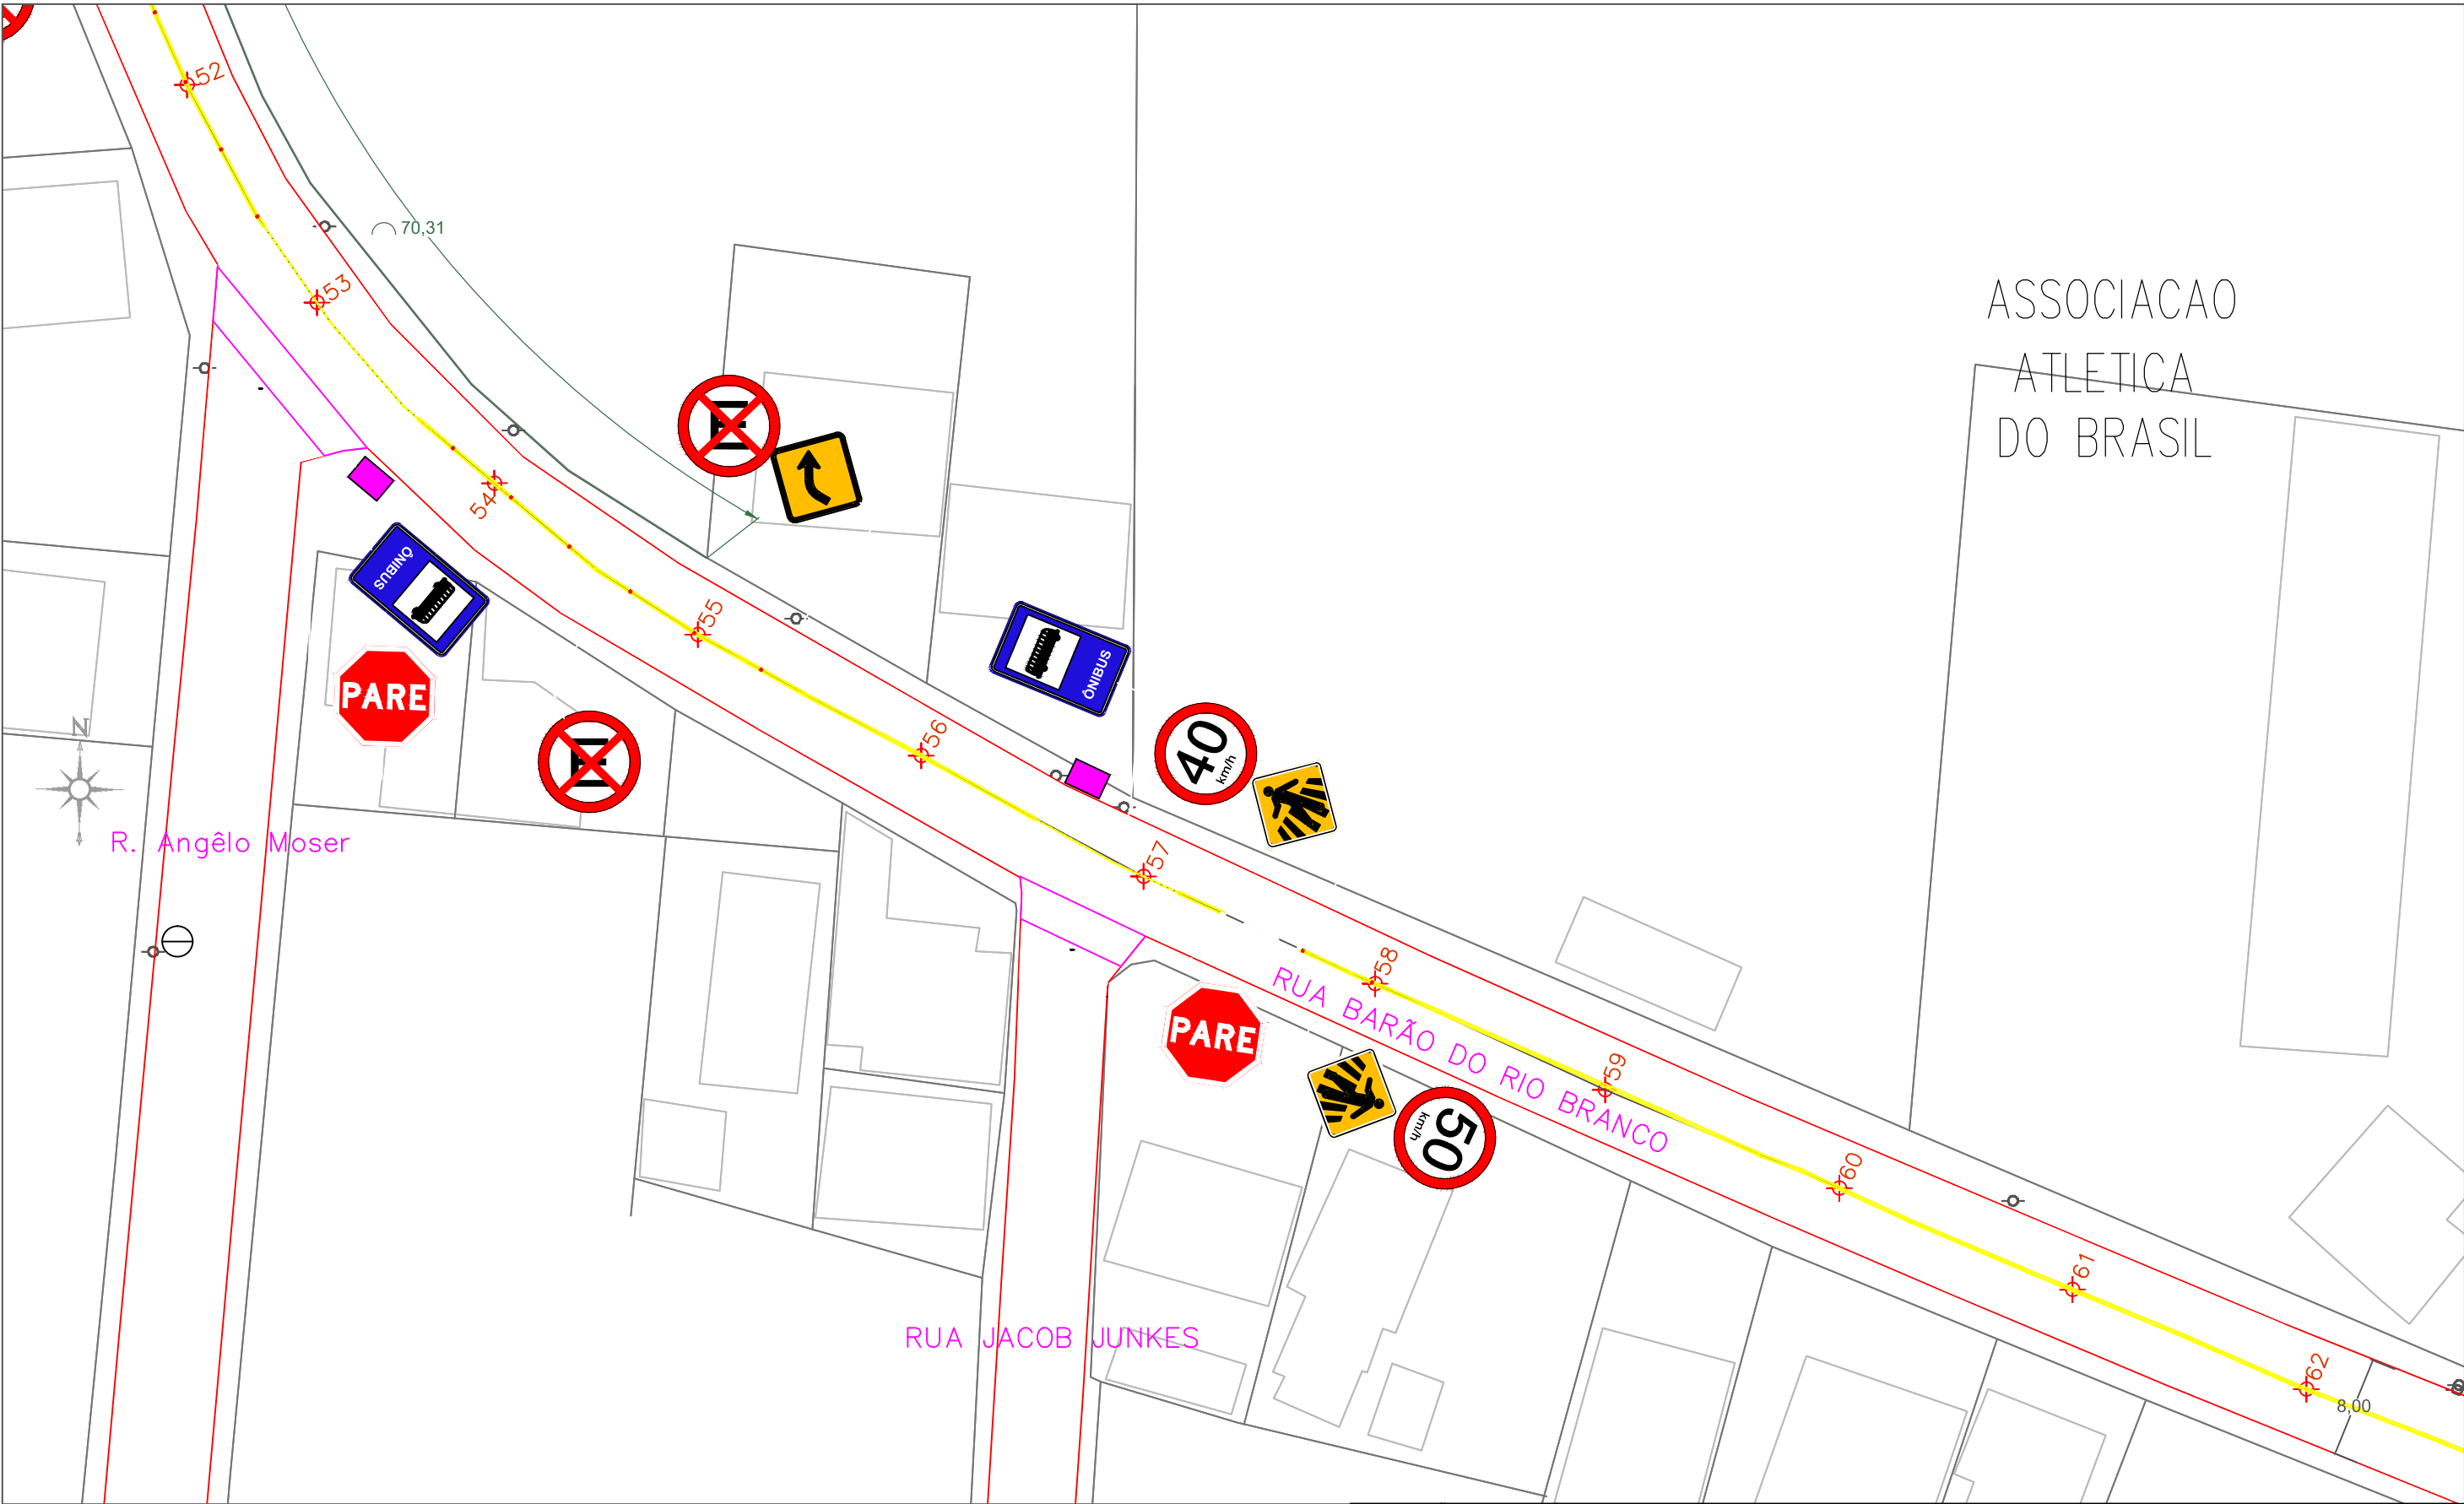 52
70,31
53
ASSOCIACAO
ATLETICA
DO BRASIL
E
54
ÔNIBUS
55
ÔNIBUS
PARE
E
56
40
km/h
N
R. Angêlo Moser
57
58
RUA BARÃO DO RIO BRANCO
PARE
59
50
km/h
60
61
RUA JACOB JUNKES
62
8,00